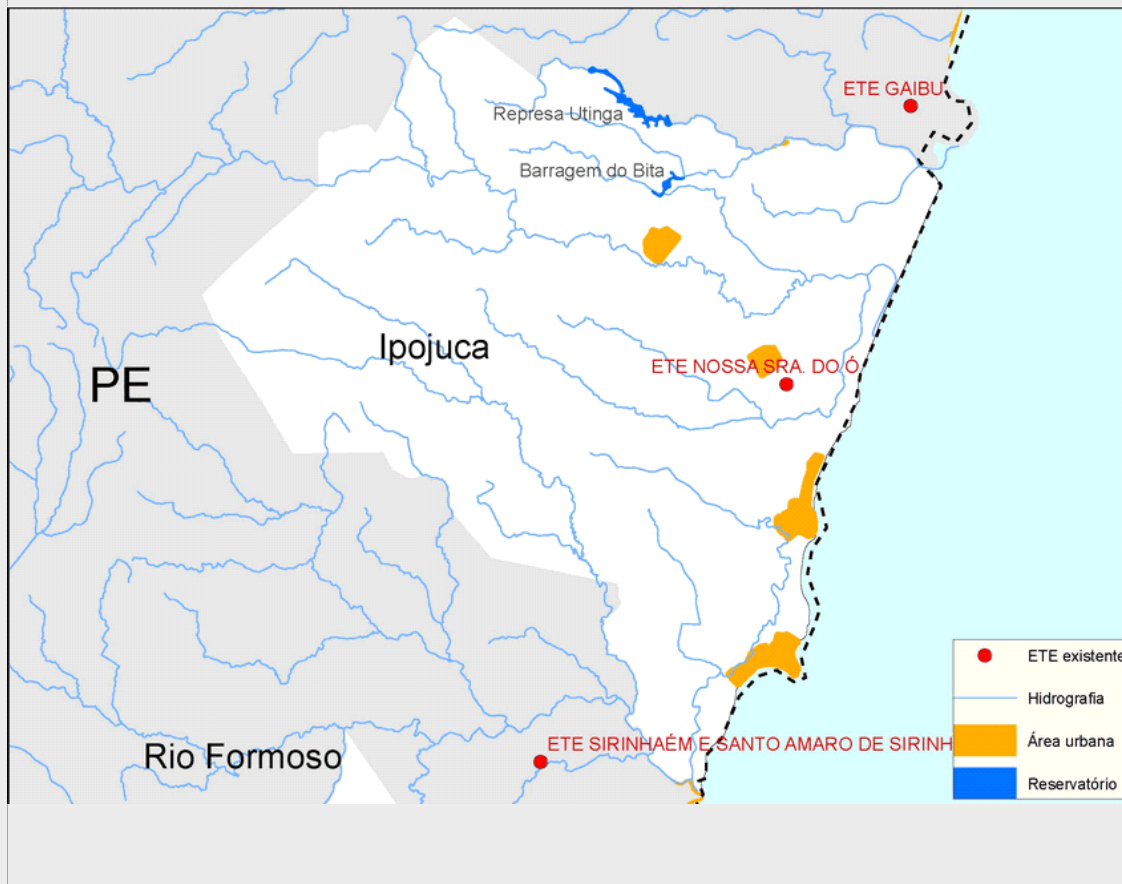 ETE GAIBU
Represa Utinga
Barragem do Bita
Ipojuca
ETE NOSSA SRA. DO Ó
PE
ETE existente
Hidrografia
Área urbana
Reservatório
ETE SIRINHAÉM E SANTO AMARO DE SIRINH
Rio Formoso